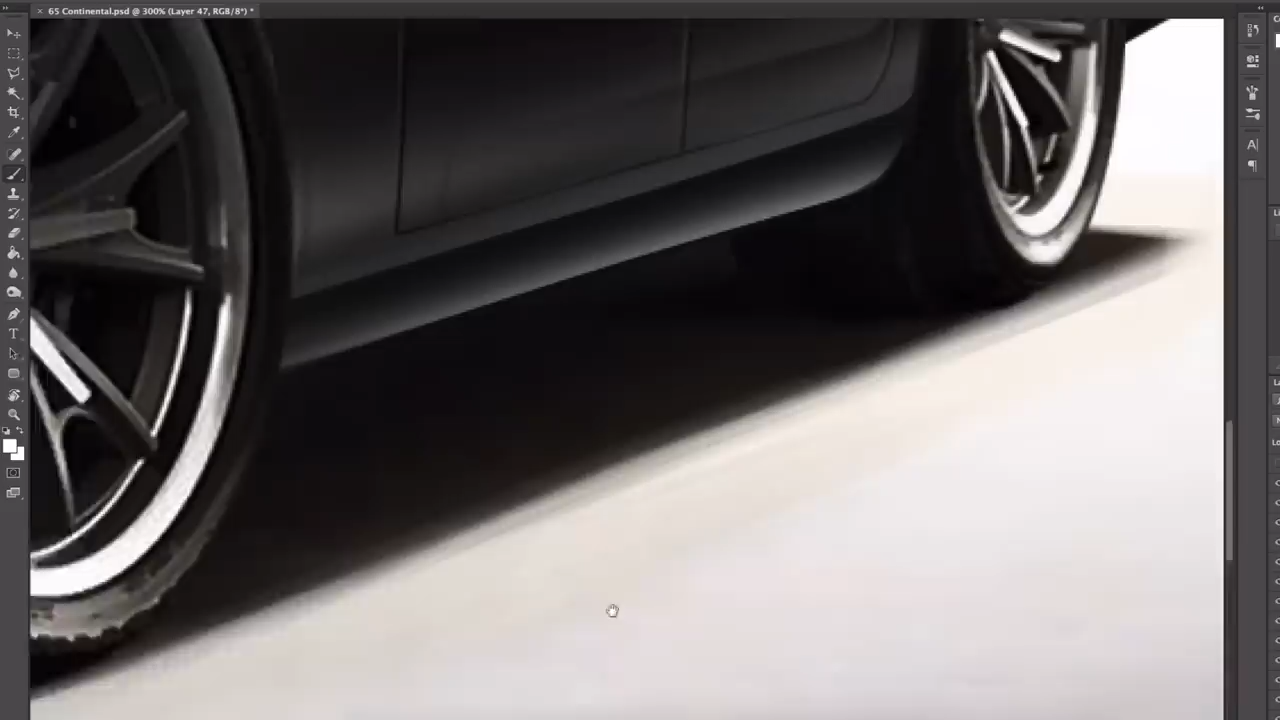 65 Continental.psd @ 300% (Layer 47, RGB/8*) *